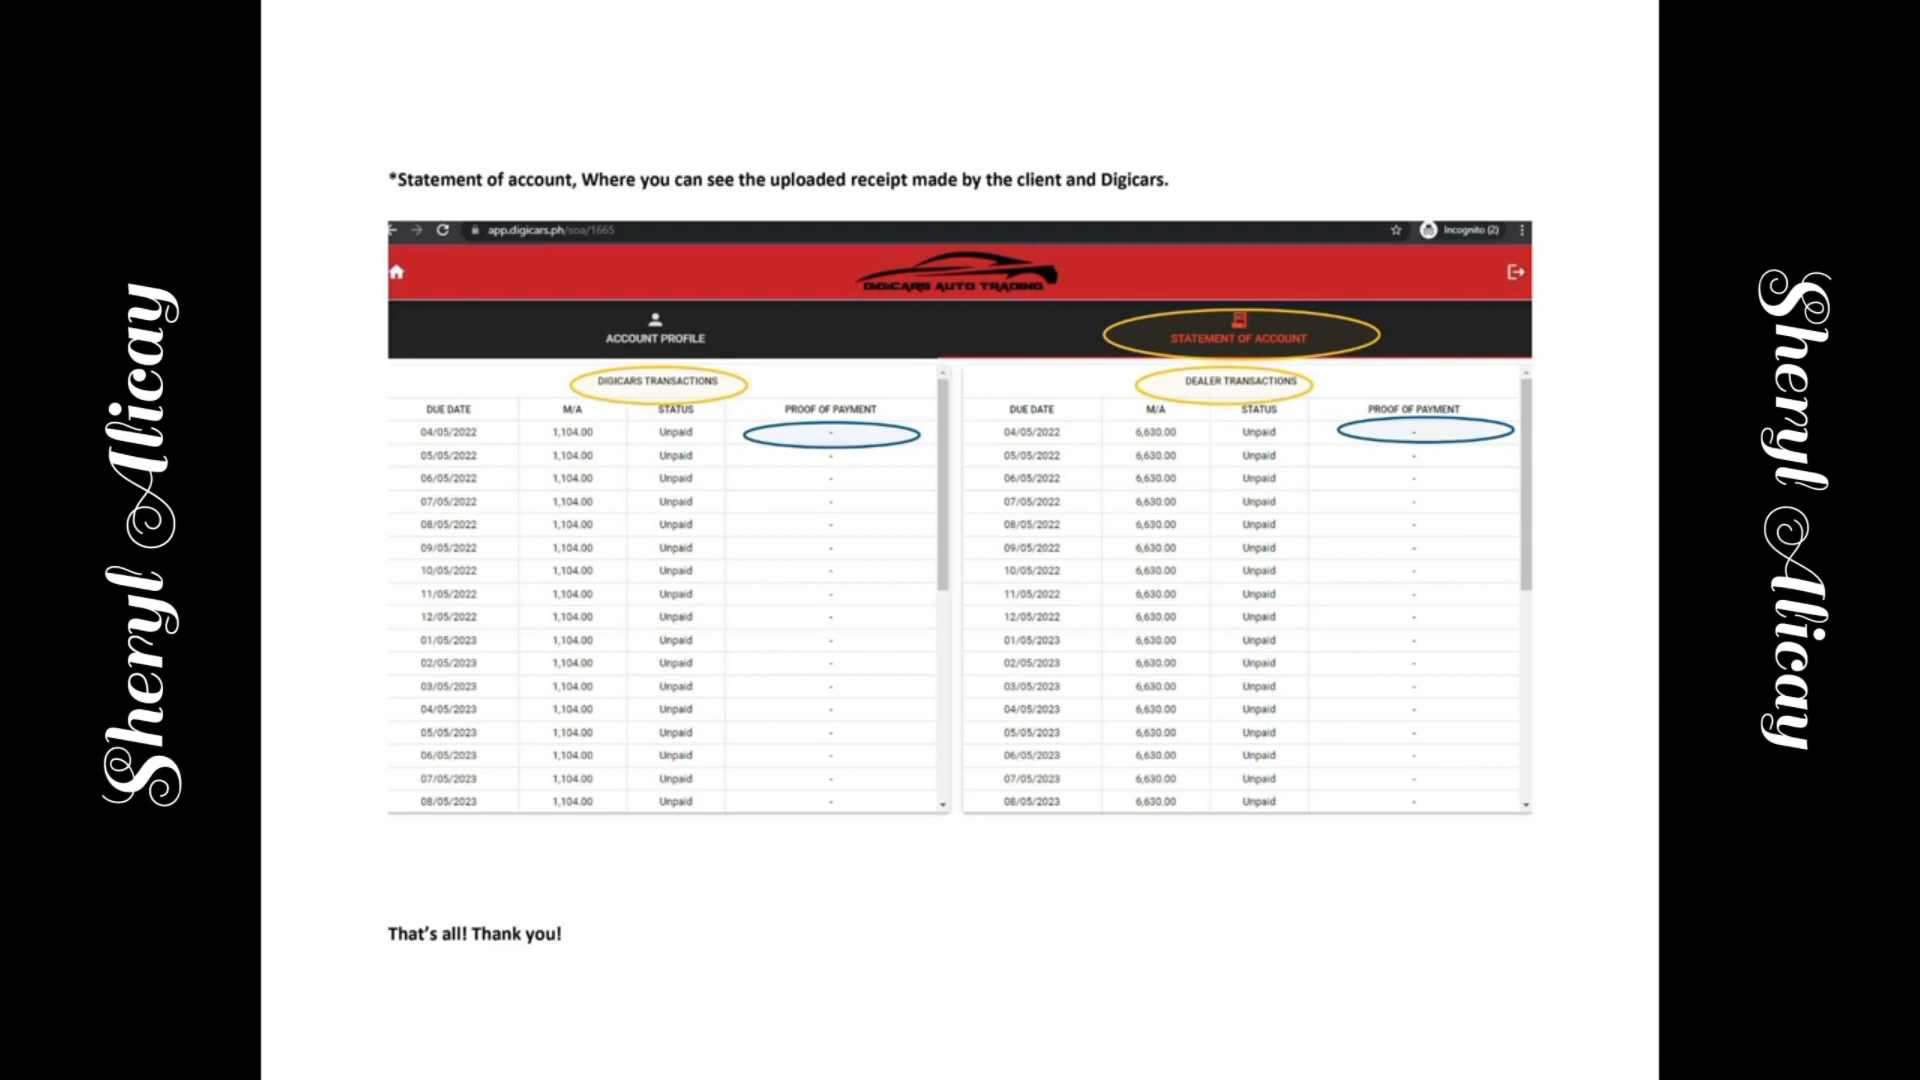 Sheryl Alicay
*Statement of account, Where you can see the uploaded receipt made by the client and Digicars.
app.digicars.ph/soa/1665 Incognito (2)
DIGICARS AUTO TRADING
ACCOUNT PROFILE STATEMENT OF ACCOUNT
DIGICARS TRANSACTIONS DEALER TRANSACTIONS
DUE DATE M/A STATUS PROOF OF PAYMENT DUE DATE M/A STATUS PROOF OF PAYMENT
04/05/2022 1,104.00 Unpaid - 04/05/2022 6,630.00 Unpaid -
05/05/2022 1,104.00 Unpaid - 05/05/2022 6,630.00 Unpaid -
06/05/2022 1,104.00 Unpaid - 06/05/2022 6,630.00 Unpaid -
07/05/2022 1,104.00 Unpaid - 07/05/2022 6,630.00 Unpaid -
08/05/2022 1,104.00 Unpaid - 08/05/2022 6,630.00 Unpaid -
09/05/2022 1,104.00 Unpaid - 09/05/2022 6,630.00 Unpaid -
10/05/2022 1,104.00 Unpaid - 10/05/2022 6,630.00 Unpaid -
11/05/2022 1,104.00 Unpaid - 11/05/2022 6,630.00 Unpaid -
12/05/2022 1,104.00 Unpaid - 12/05/2022 6,630.00 Unpaid -
01/05/2023 1,104.00 Unpaid - 01/05/2023 6,630.00 Unpaid -
02/05/2023 1,104.00 Unpaid - 02/05/2023 6,630.00 Unpaid -
03/05/2023 1,104.00 Unpaid - 03/05/2023 6,630.00 Unpaid -
04/05/2023 1,104.00 Unpaid - 04/05/2023 6,630.00 Unpaid -
05/05/2023 1,104.00 Unpaid - 05/05/2023 6,630.00 Unpaid -
06/05/2023 1,104.00 Unpaid - 06/05/2023 6,630.00 Unpaid -
07/05/2023 1,104.00 Unpaid - 07/05/2023 6,630.00 Unpaid -
08/05/2023 1,104.00 Unpaid - 08/05/2023 6,630.00 Unpaid -
That's all! Thank you!
Sheryl Alicay